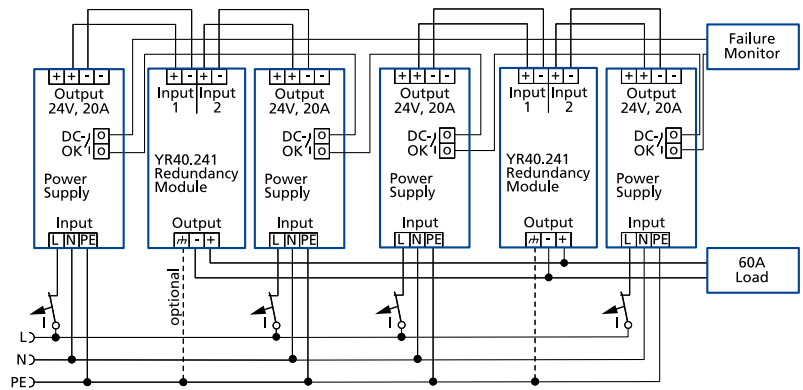 Failure
Monitor
+ + - -
Output
24V, 20A
DC-
OK
Power
Supply
Input
L N PE
+ - + -
Input Input
1 2
YR40.241
Redundancy
Module
Output
- +
+ + - -
Output
24V, 20A
DC-
OK
Power
Supply
Input
L N PE
+ + - -
Output
24V, 20A
DC-
OK
Power
Supply
Input
L N PE
+ - + -
Input Input
1 2
YR40.241
Redundancy
Module
Output
- +
+ + - -
Output
24V, 20A
DC-
OK
Power
Supply
Input
L N PE
60A
Load
optional
I
I
I
I
L
N
PE